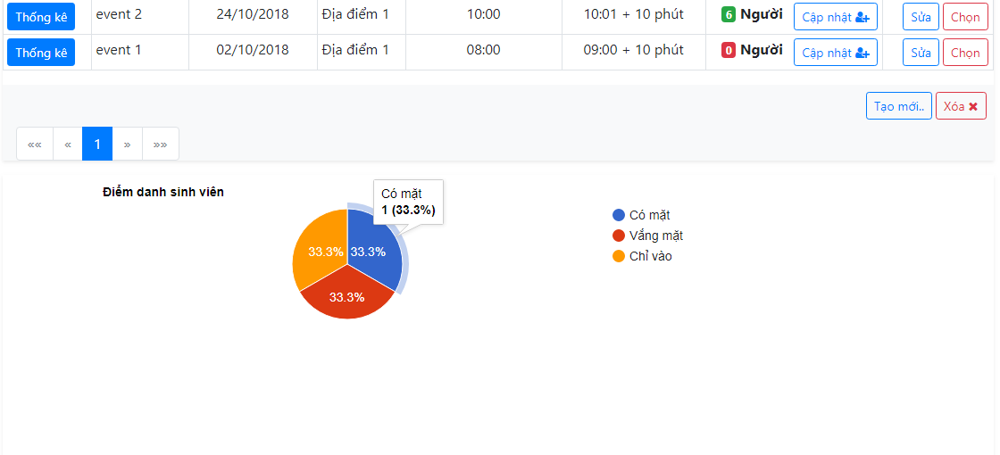 Thống kê event 2 24/10/2018 Địa điểm 1 10:00 10:01 + 10 phút 6 Người Cập nhật Sửa Chọn
Thống kê event 1 02/10/2018 Địa điểm 1 08:00 09:00 + 10 phút 0 Người Cập nhật Sửa Chọn
Tạo mới.. Xóa
«« « 1 » »»
Điểm danh sinh viên
Có mặt
1 (33.3%)
33.3% 33.3%
33.3%
Có mặt
Vắng mặt
Chỉ vào